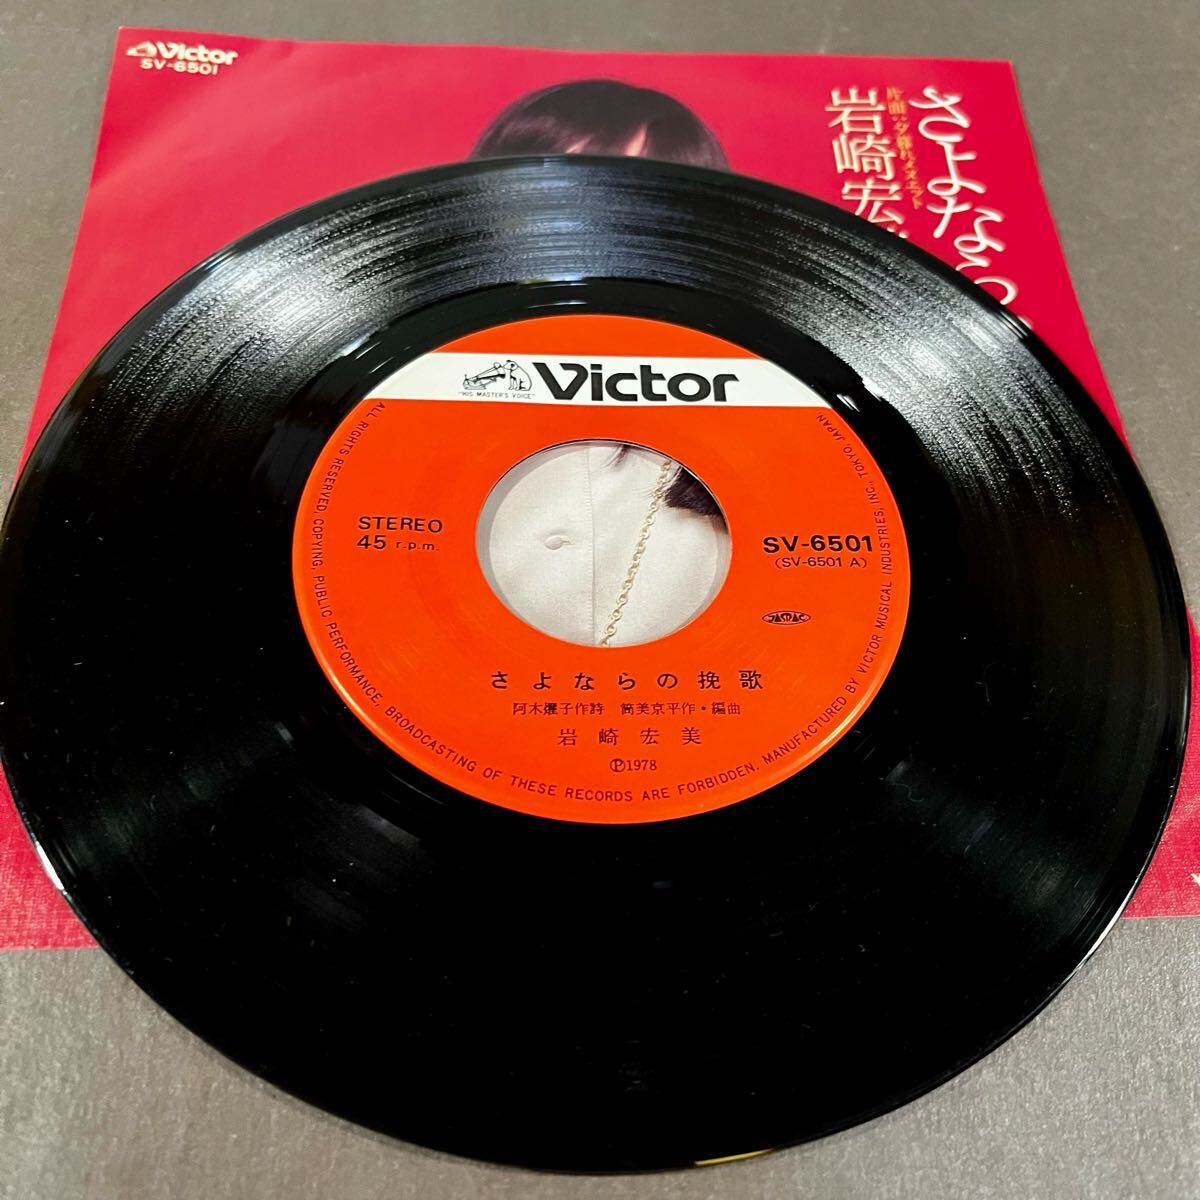 Victor
SV-6501
さよなら
片面・夕暮れメヌエット
岩崎宏
Victor
"HIS MASTER'S VOICE"
STEREO
45 r.p.m.
SV-6501
(SV-6501 A)
さよならの挽歌
阿木燿子作詩 筒美京平作・編曲
岩崎宏美
Ⓟ1978
ALL RIGHTS RESERVED. COPYING, PUBLIC PERFORMANCE, BROADCASTING OF THESE RECORDS ARE FORBIDDEN. MANUFACTURED BY VICTOR MUSICAL INDUSTRIES, INC., TOKYO, JAPAN.